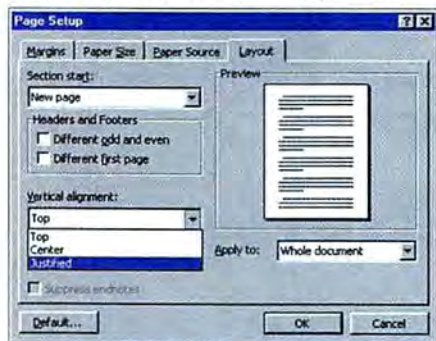 Page Setup
Margins Paper Size Paper Source Layout
Section start:
New page
Headers and Footers
Different odd and even
Different first page
Vertical alignment:
Top
Top
Center
Justified
Suppress endnotes
Preview
Apply to: Whole document
Default... OK Cancel